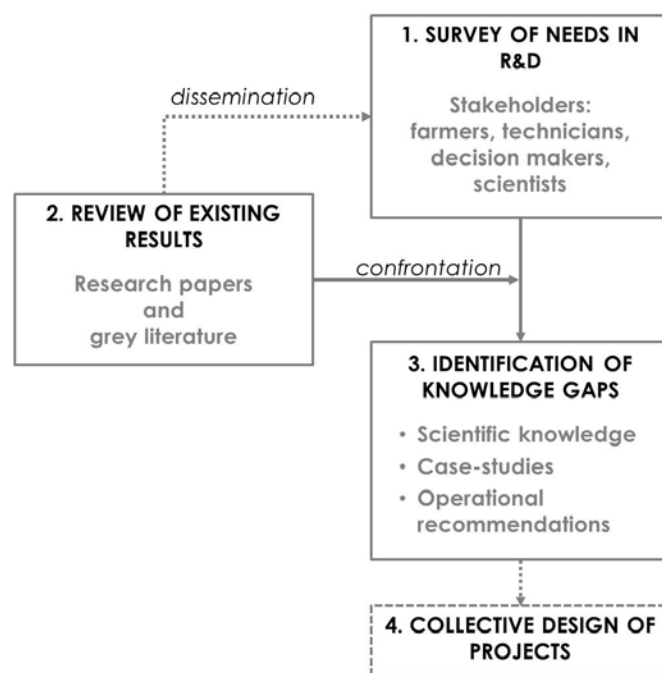 1. SURVEY OF NEEDS IN
R&D
Stakeholders:
farmers, technicians,
decision makers,
scientists
dissemination
2. REVIEW OF EXISTING
RESULTS
Research papers
and
grey literature
confrontation
3. IDENTIFICATION OF
KNOWLEDGE GAPS
• Scientific knowledge
• Case-studies
• Operational
recommendations
4. COLLECTIVE DESIGN OF
PROJECTS